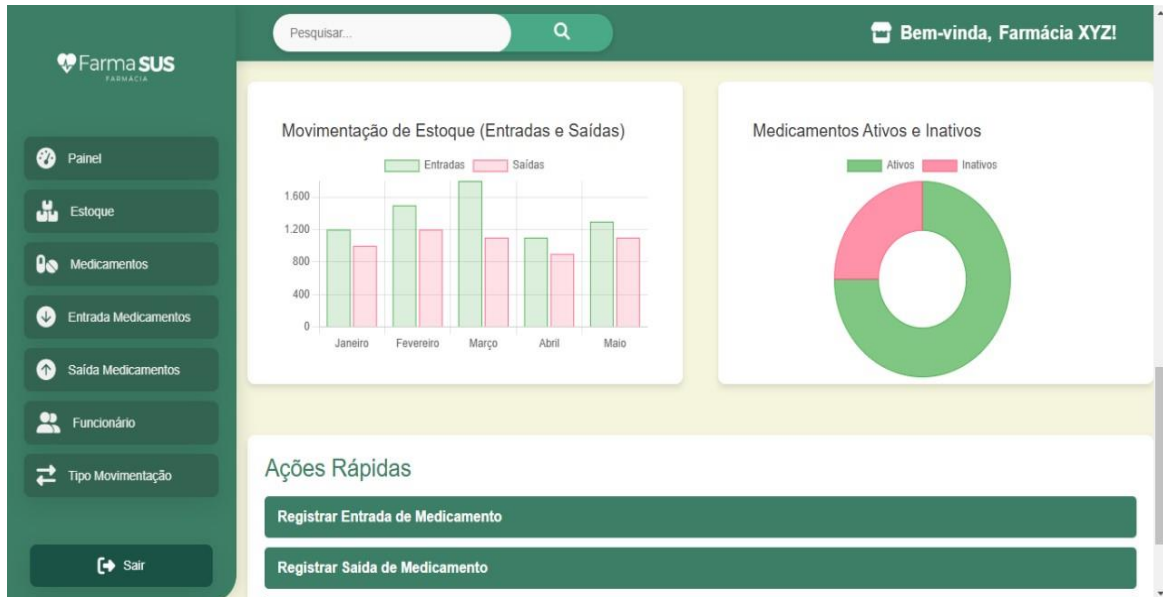 Farma SUS
FARMÁCIA
Painel
Estoque
Medicamentos
Entrada Medicamentos
Saída Medicamentos
Funcionário
Tipo Movimentação
Sair
Pesquisar...
Bem-vinda, Farmácia XYZ!
Movimentação de Estoque (Entradas e Saídas)
Entradas Saídas
1.600
1.200
800
400
0
Janeiro Fevereiro Março Abril Maio
Medicamentos Ativos e Inativos
Ativos Inativos
Ações Rápidas
Registrar Entrada de Medicamento
Registrar Saída de Medicamento